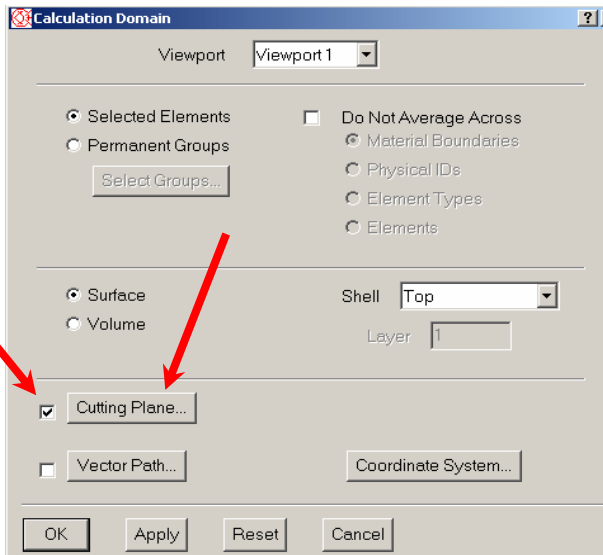 Calculation Domain
Viewport Viewport 1
Selected Elements Do Not Average Across
Permanent Groups Material Boundaries
Select Groups... Physical IDs
Element Types
Elements
Surface Shell Top
Volume Layer 1
Cutting Plane...
Vector Path... Coordinate System...
OK Apply Reset Cancel